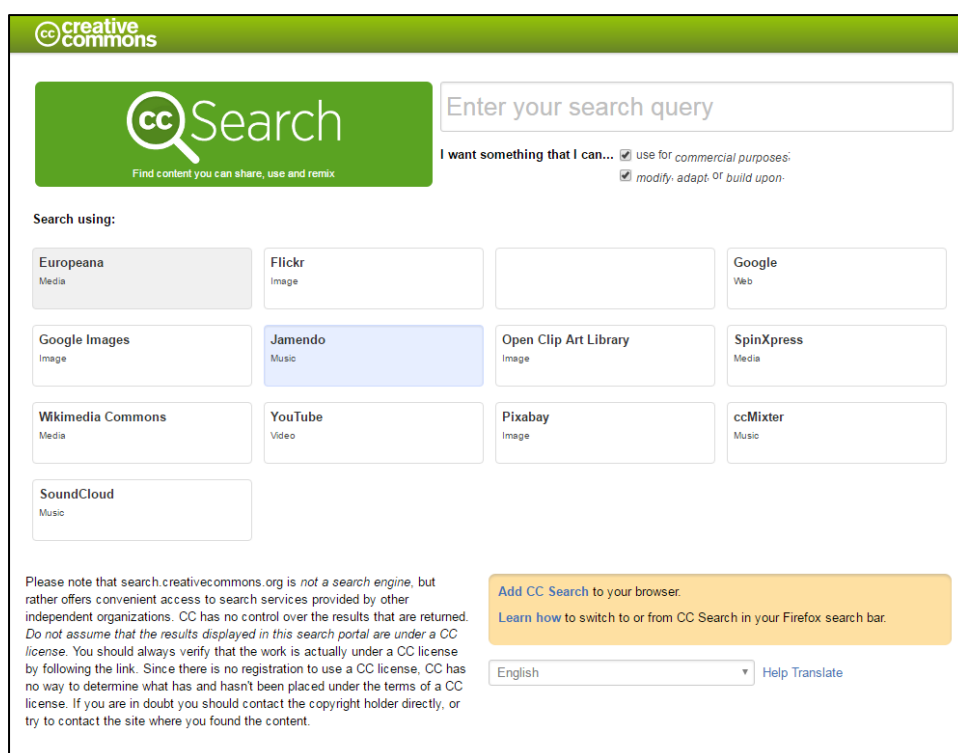 cc creative commons
cc Search
Find content you can share, use and remix
Enter your search query
I want something that I can... use for commercial purposes;
modify, adapt, or build upon.
Search using:
Europeana
Media
Flickr
Image
Google
Web
Google Images
Image
Jamendo
Music
Open Clip Art Library
Image
SpinXpress
Media
Wikimedia Commons
Media
YouTube
Video
Pixabay
Image
ccMixter
Music
SoundCloud
Music
Please note that search.creativecommons.org is not a search engine, but
rather offers convenient access to search services provided by other
independent organizations. CC has no control over the results that are returned.
Do not assume that the results displayed in this search portal are under a CC
license. You should always verify that the work is actually under a CC license
by following the link. Since there is no registration to use a CC license, CC has
no way to determine what has and hasn't been placed under the terms of a CC
license. If you are in doubt you should contact the copyright holder directly, or
try to contact the site where you found the content.
Add CC Search to your browser.
Learn how to switch to or from CC Search in your Firefox search bar.
English
Help Translate